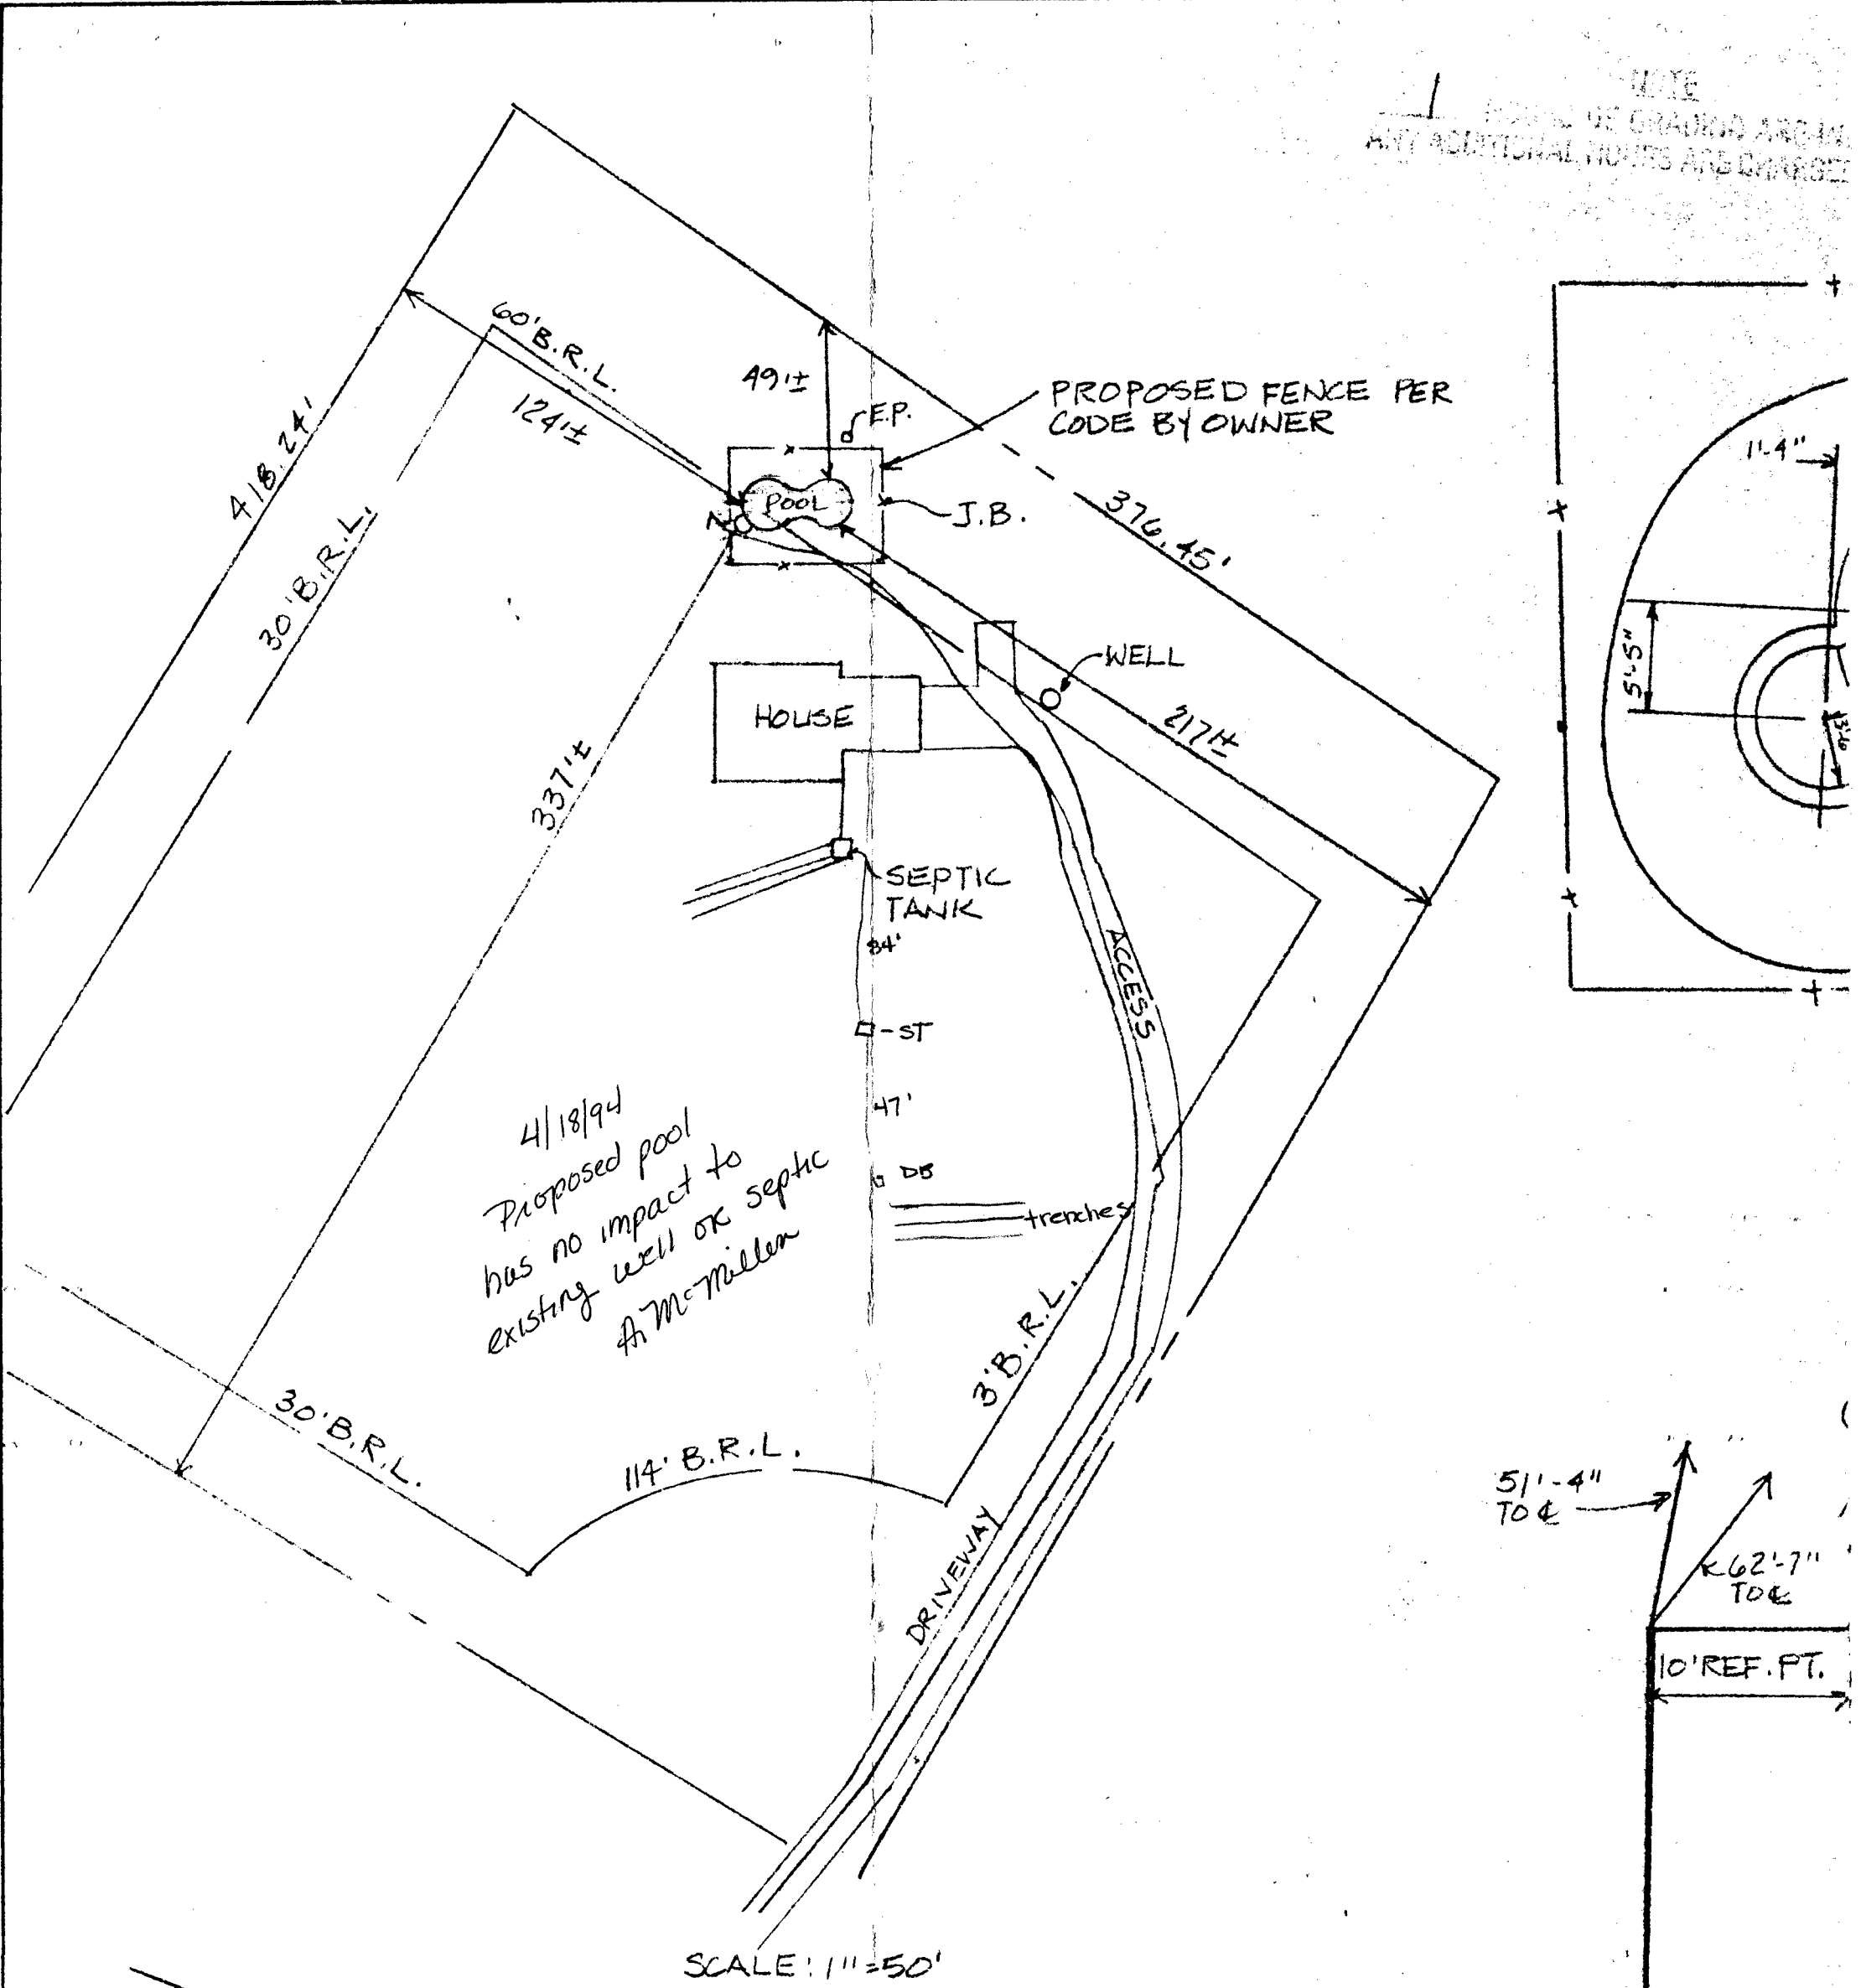 60'B.R.L.
124'±
418.24'
30'B.R.L.
49'±
E.P.
PROPOSED FENCE PER
CODE BY OWNER
POOL
J.B.
376.45'
WELL
HOUSE
217'±
337'±
SEPTIC
TANK
84'
ACCESS
- ST
47'
DB
trenches
4/18/94
Proposed pool
has no impact to
existing well or septic
A. McMillen
3'B.R.L.
30'B.R.L.
114' B.R.L.
DRIVEWAY
SCALE: 1"=50'
1'-4"
5'-5"
51'-4"
TO ℄
62'-7"
TO ℄
10'REF.PT.